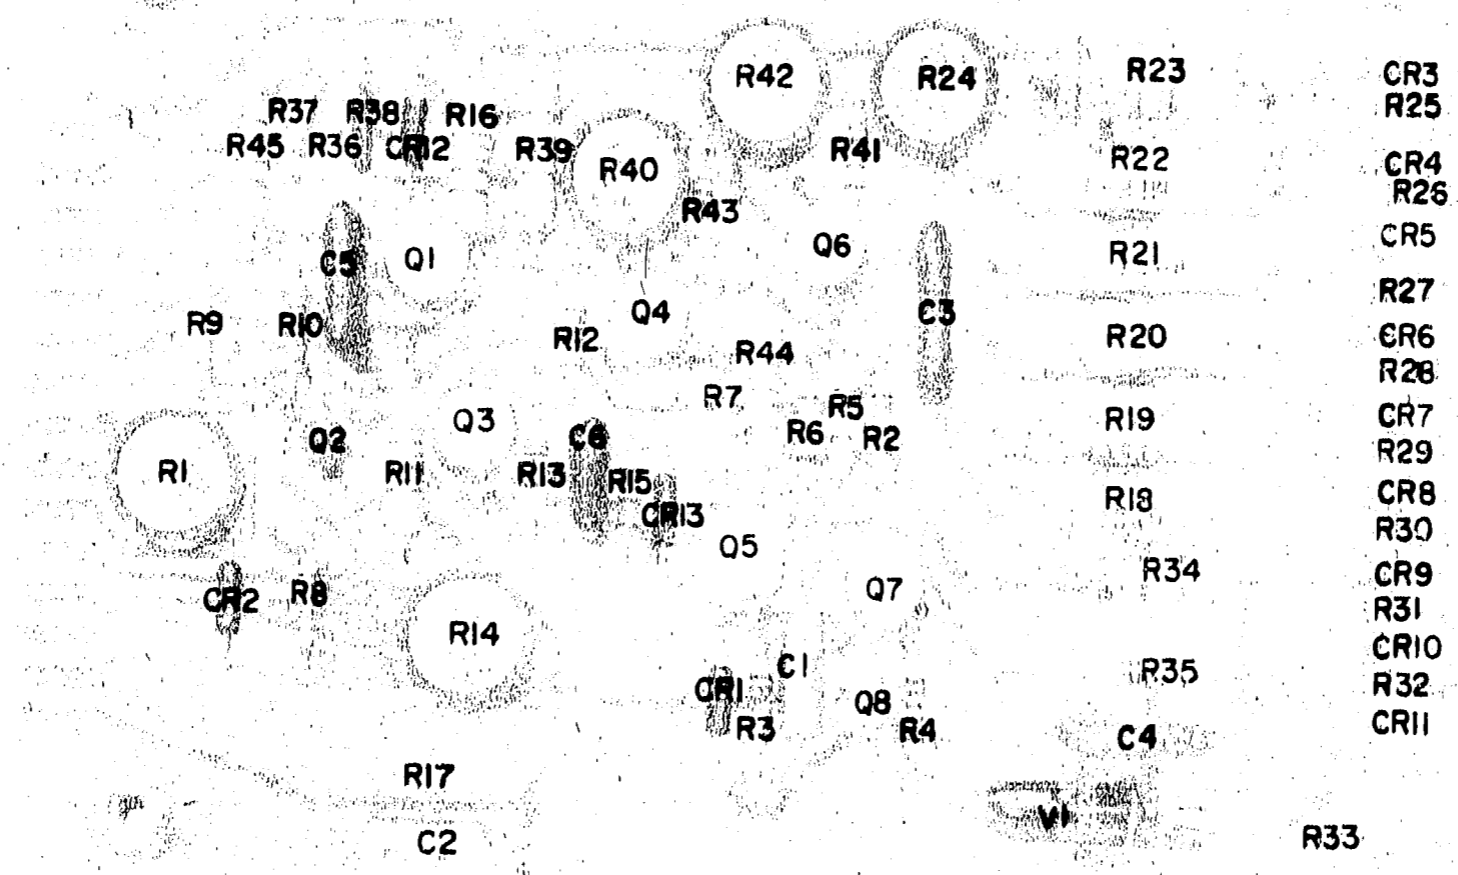 R42 R24 R23 CR3
R37 R38 R16 R25
R45 R36 CR12 R39 R40 R41 R22 CR4
R43 R26
C5 Q1 Q6 R21 CR5
R9 R10 R12 Q4 C3 R27
R44 R20 CR6
R7 R28
Q2 Q3 C6 R6 R5 R2 R19 CR7
R1 R11 R13 R15 R29
CR13 R18 CR8
Q5 R30
CR2 R8 Q7 R34 CR9
R14 R31
C1 R35 CR10
CR1 Q8 R32
R3 R4 C4 CR11
R17
C2 V1 R33